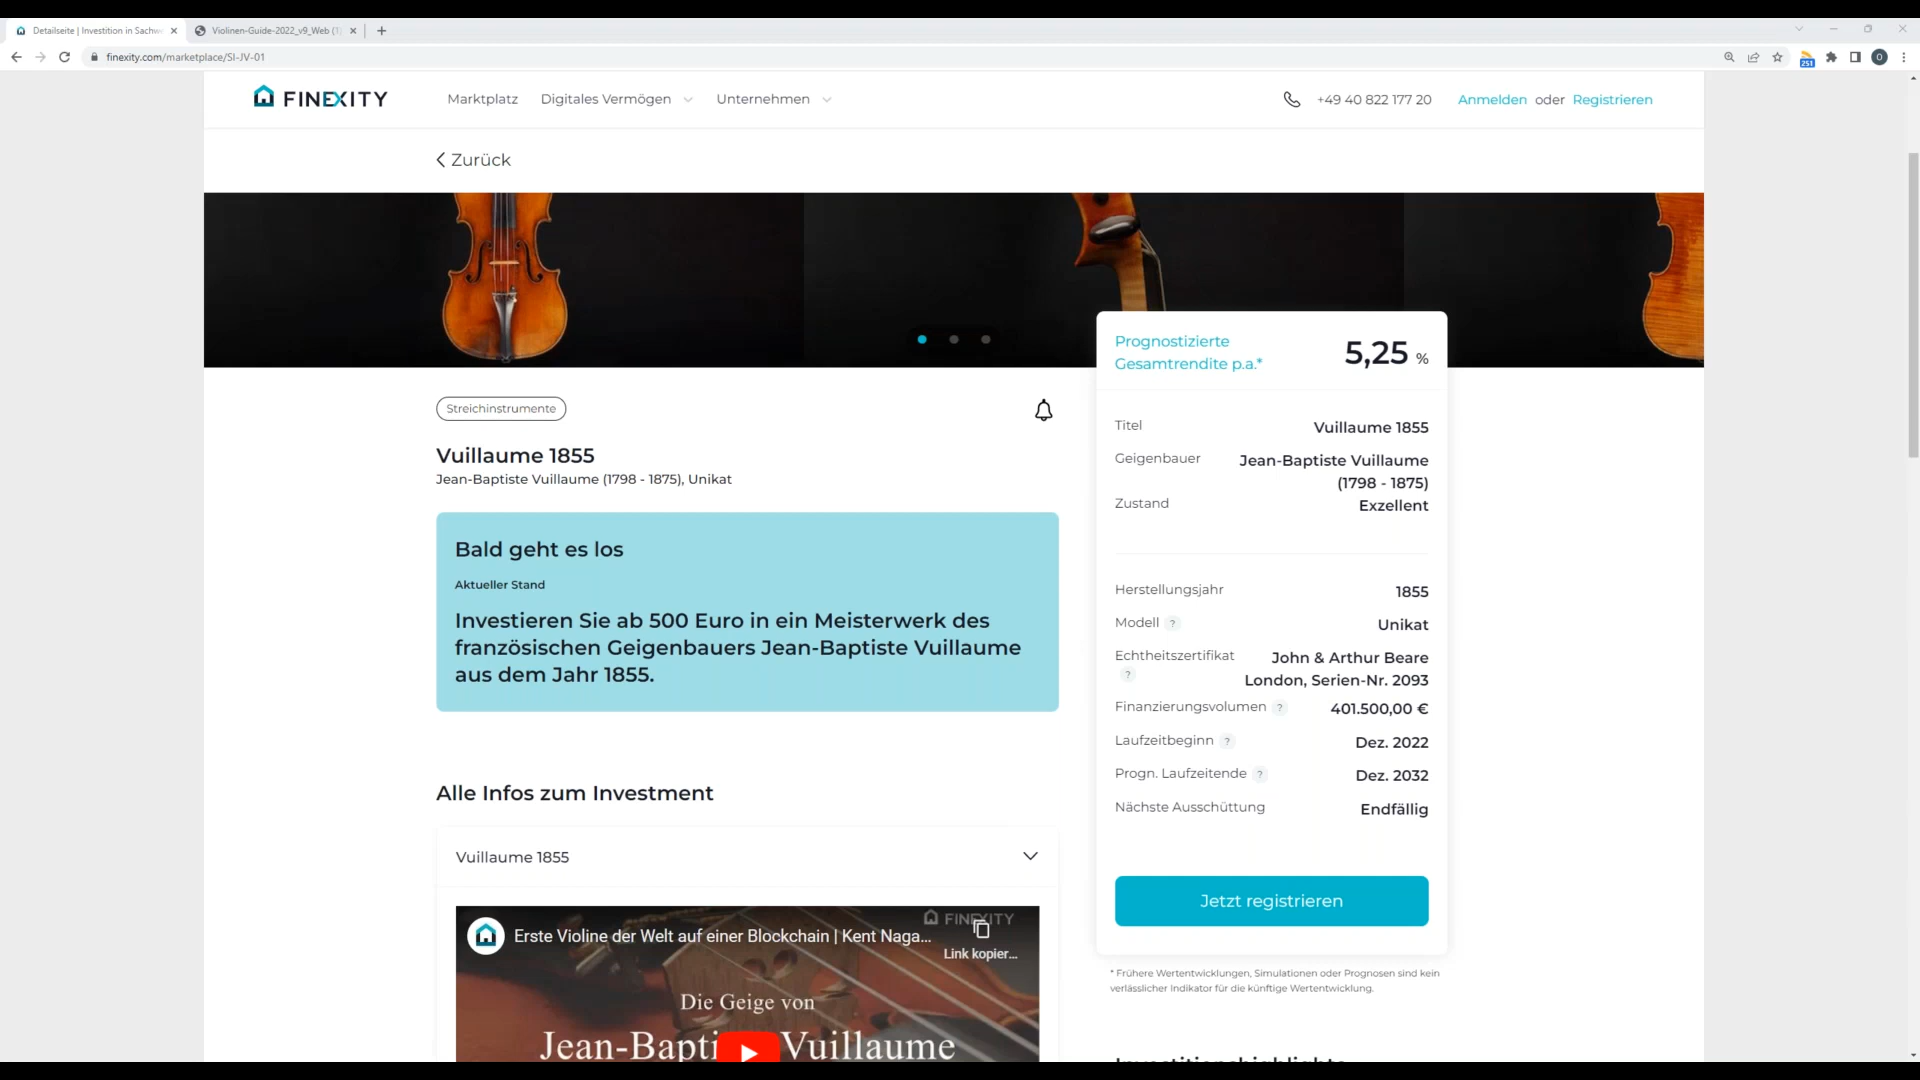 Detailseite | Investition in Sachwe
Violinen-Guide-2022_v9_Web (1)
finexity.com/marketplace/SI-JV-01
251
O
FINEXITY
Marktplatz
Digitales Vermögen
Unternehmen
+49 40 822 177 20
Anmelden oder Registrieren
Zurück
Prognostizierte
Gesamtrendite p.a.*
5,25 %
Streichinstrumente
Vuillaume 1855
Jean-Baptiste Vuillaume (1798 - 1875), Unikat
Bald geht es los
Aktueller Stand
Investieren Sie ab 500 Euro in ein Meisterwerk des
französischen Geigenbauers Jean-Baptiste Vuillaume
aus dem Jahr 1855.
Titel
Vuillaume 1855
Geigenbauer
Jean-Baptiste Vuillaume
(1798 - 1875)
Zustand
Exzellent
Herstellungsjahr
1855
Modell ?
Unikat
Echtheitszertifikat
?
John & Arthur Beare
London, Serien-Nr. 2093
Finanzierungsvolumen ?
401.500,00 €
Laufzeitbeginn ?
Dez. 2022
Progn. Laufzeitende ?
Dez. 2032
Nächste Ausschüttung
Endfällig
Jetzt registrieren
* Frühere Wertentwicklungen, Simulationen oder Prognosen sind kein
verlässlicher Indikator für die künftige Wertentwicklung.
Alle Infos zum Investment
Vuillaume 1855
FINEXITY
Erste Violine der Welt auf einer Blockchain | Kent Naga...
Link kopier...
Die Geige von
Jean-Bapti Vuillaume